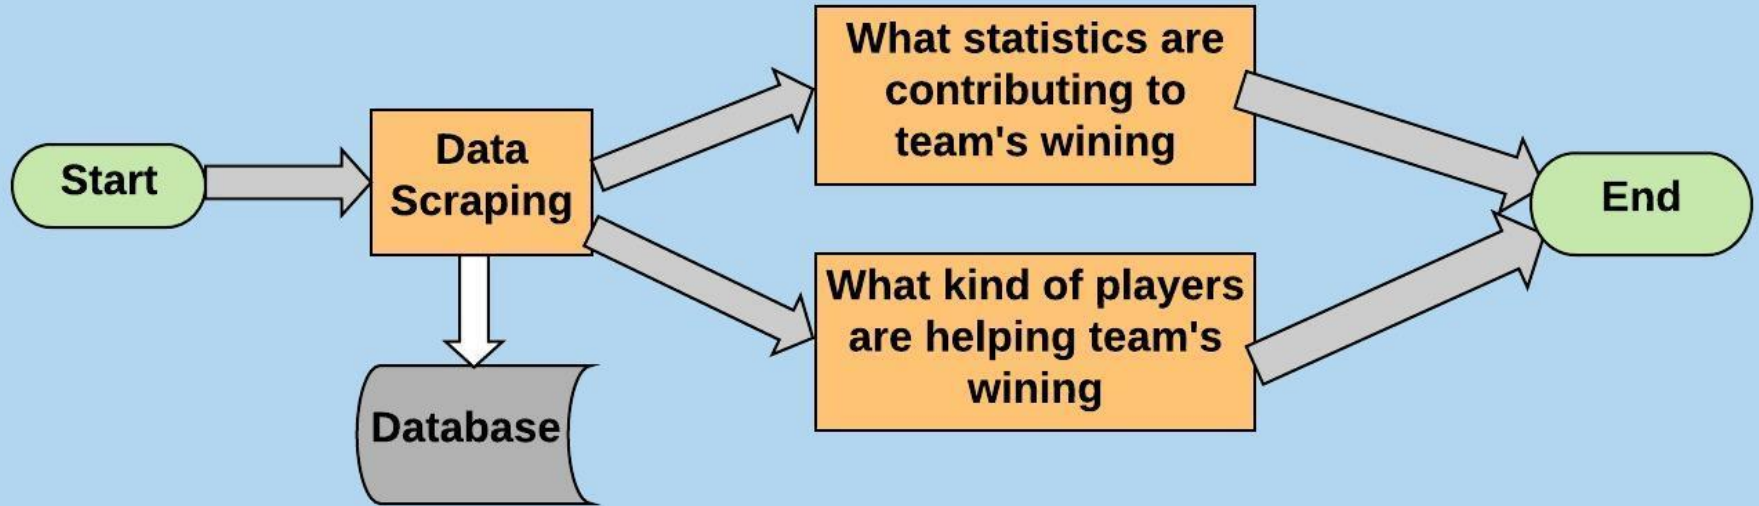 Start
Data
Scraping
Database
What statistics are
contributing to
team's wining
What kind of players
are helping team's
wining
End